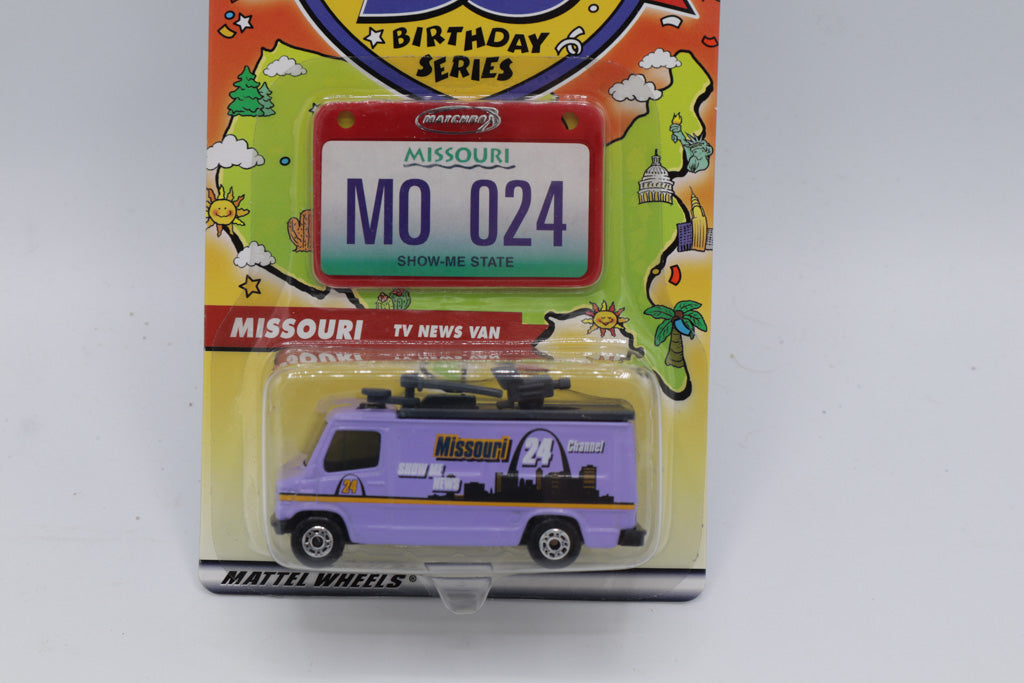 BIRTHDAY
SERIES
MATCHBOX
MISSOURI
MO 024
SHOW-ME STATE
MISSOURI TV NEWS VAN
Missouri 24 Channel
SHOW ME
NEWS
24
MATTEL WHEELS®